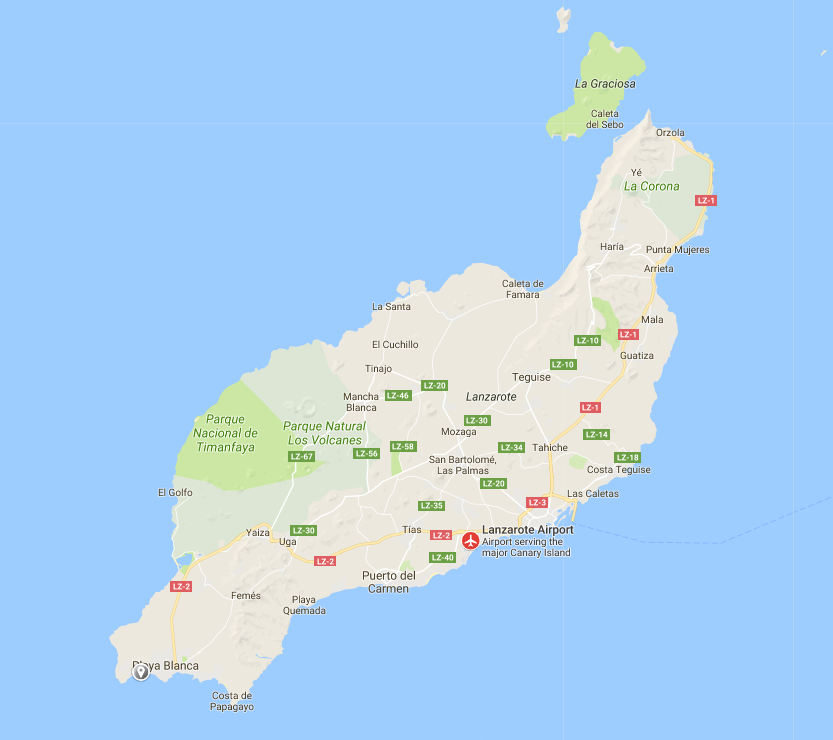 La Graciosa
Caleta
del Sebo
Orzola
Yé
La Corona
LZ-1
Haría
Punta Mujeres
Arrieta
Caleta de
Famara
La Santa
Mala
LZ-1
El Cuchillo
LZ-10
Guatiza
LZ-10
Tinajo
Teguise
LZ-20
LZ-46
Mancha
Blanca
Lanzarote
LZ-1
Parque
Nacional de
Timanfaya
Parque Natural
Los Volcanes
LZ-30
Mozaga
LZ-14
LZ-58
LZ-34
Tahiche
LZ-67
LZ-56
LZ-18
San Bartolomé,
Las Palmas
Costa Teguise
LZ-20
El Golfo
Las Caletas
LZ-3
LZ-35
Yaiza
LZ-30
Tías
LZ-2
Lanzarote Airport
Airport serving the
major Canary Island
Uga
LZ-2
LZ-40
Puerto del
Carmen
LZ-2
Femés
Playa
Quemada
Playa Blanca
Costa de
Papagayo